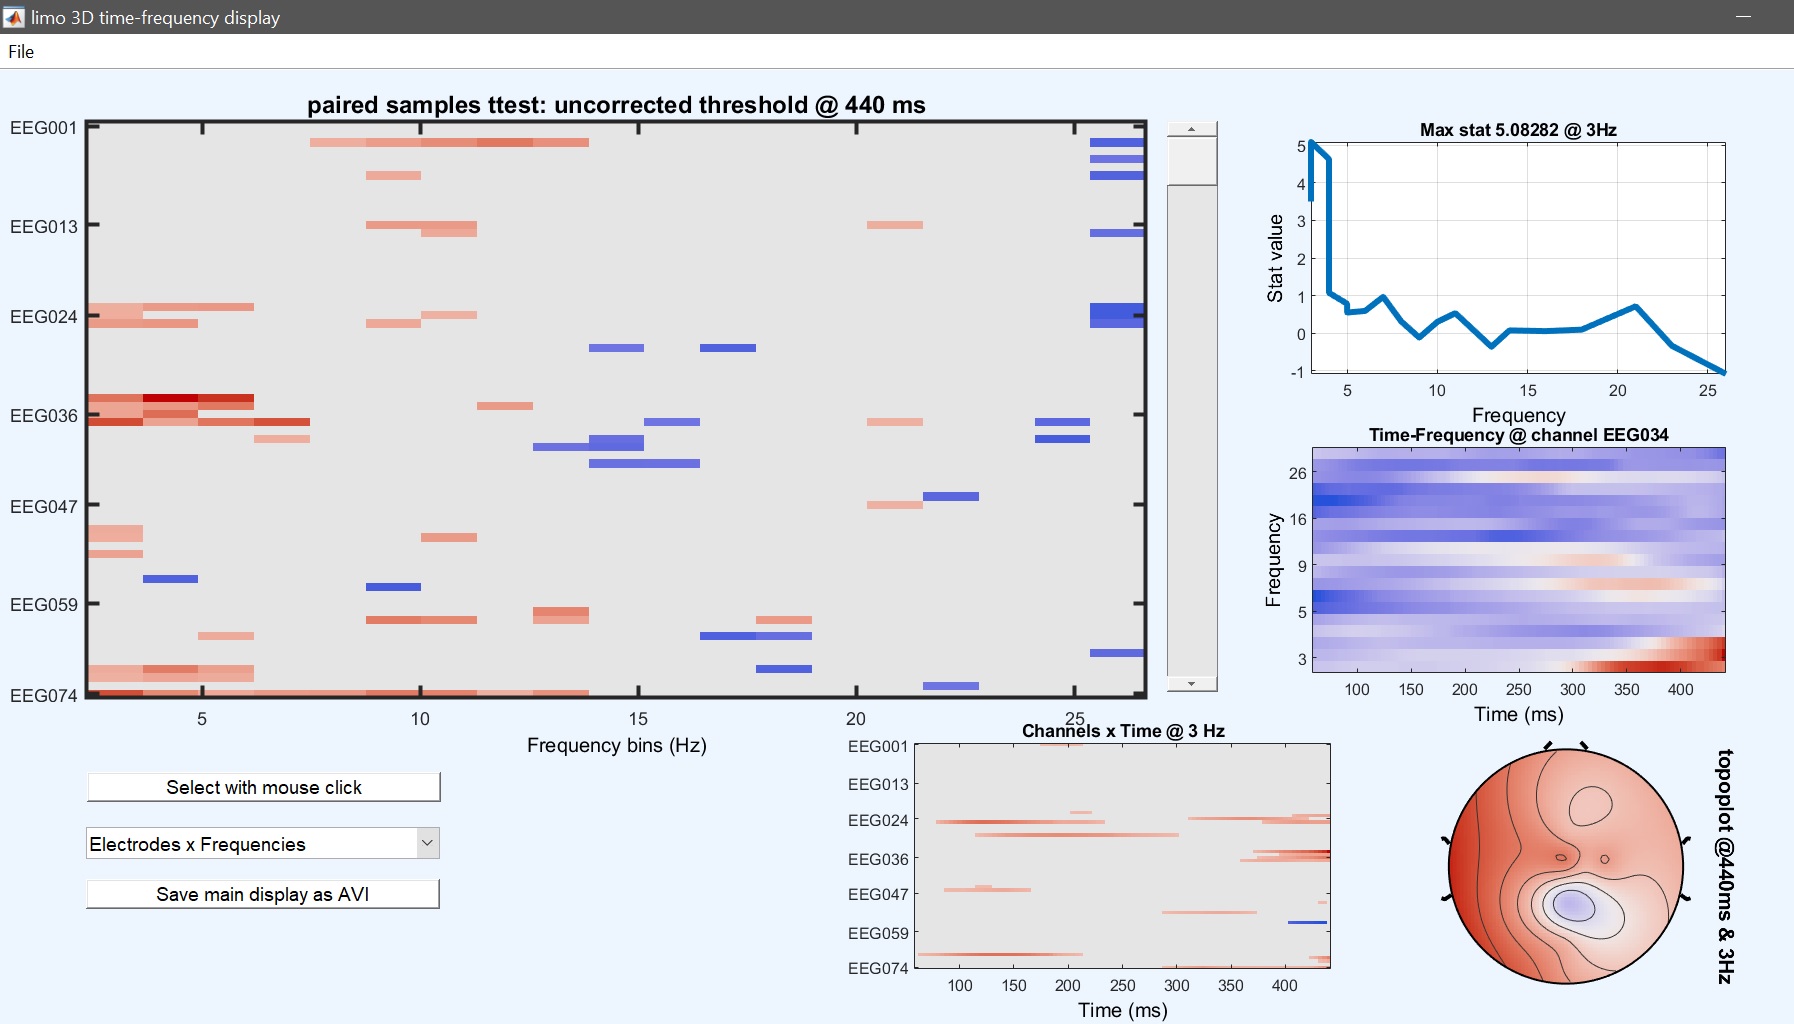 limo 3D time-frequency display
File
paired samples ttest: uncorrected threshold @ 440 ms
EEG001
EEG013
EEG024
EEG036
EEG047
EEG059
EEG074
5 10 15 20 25
Frequency bins (Hz)
Max stat 5.08282 @ 3Hz
Stat value
5
4
3
2
1
0
-1
5 10 15 20 25
Frequency
Time-Frequency @ channel EEG034
Frequency
26
16
9
5
3
100 150 200 250 300 350 400
Time (ms)
Select with mouse click
Electrodes x Frequencies
Save main display as AVI
Channels x Time @ 3 Hz
EEG001
EEG013
EEG024
EEG036
EEG047
EEG059
EEG074
100 150 200 250 300 350 400
Time (ms)
topoplot @440ms & 3Hz